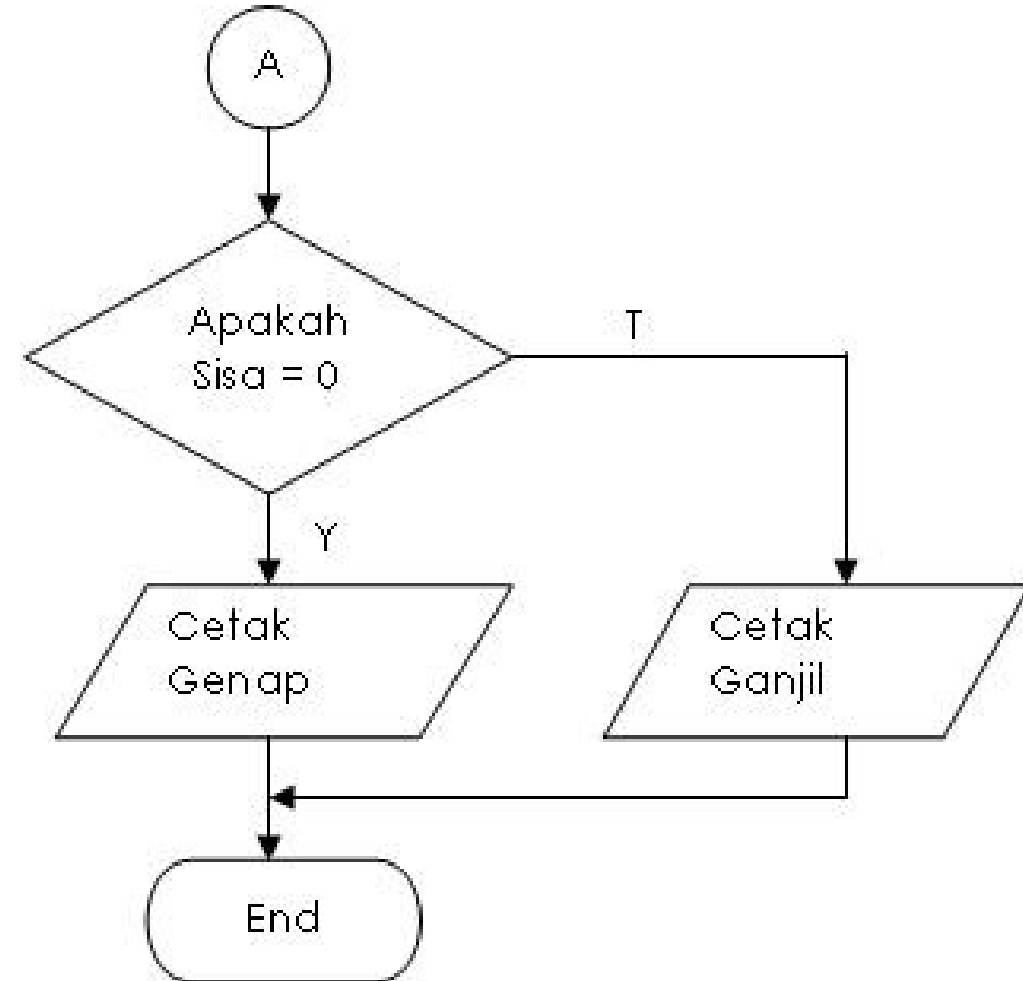 A
Apakah
Sisa = 0
T
Y
Cetak
Genap
Cetak
Ganjil
End